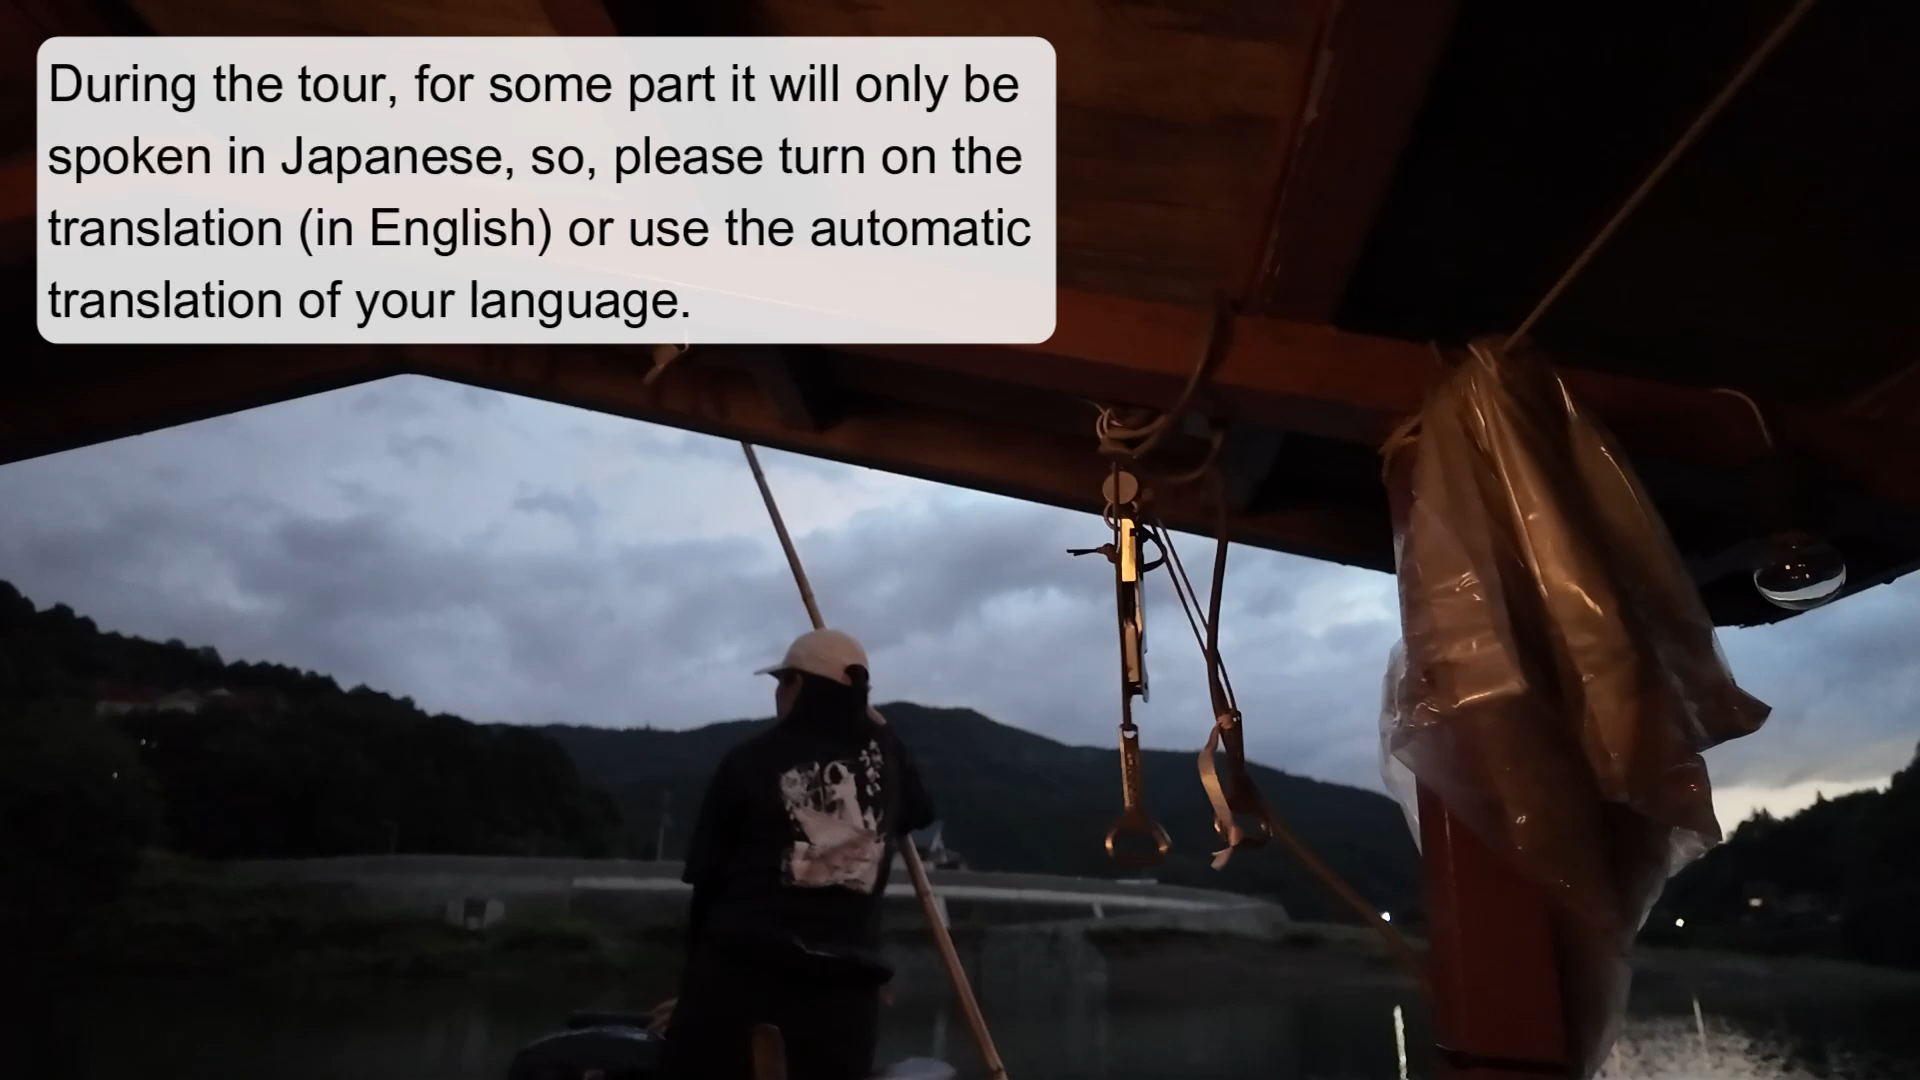 During the tour, for some part it will only be
spoken in Japanese, so, please turn on the
translation (in English) or use the automatic
translation of your language.